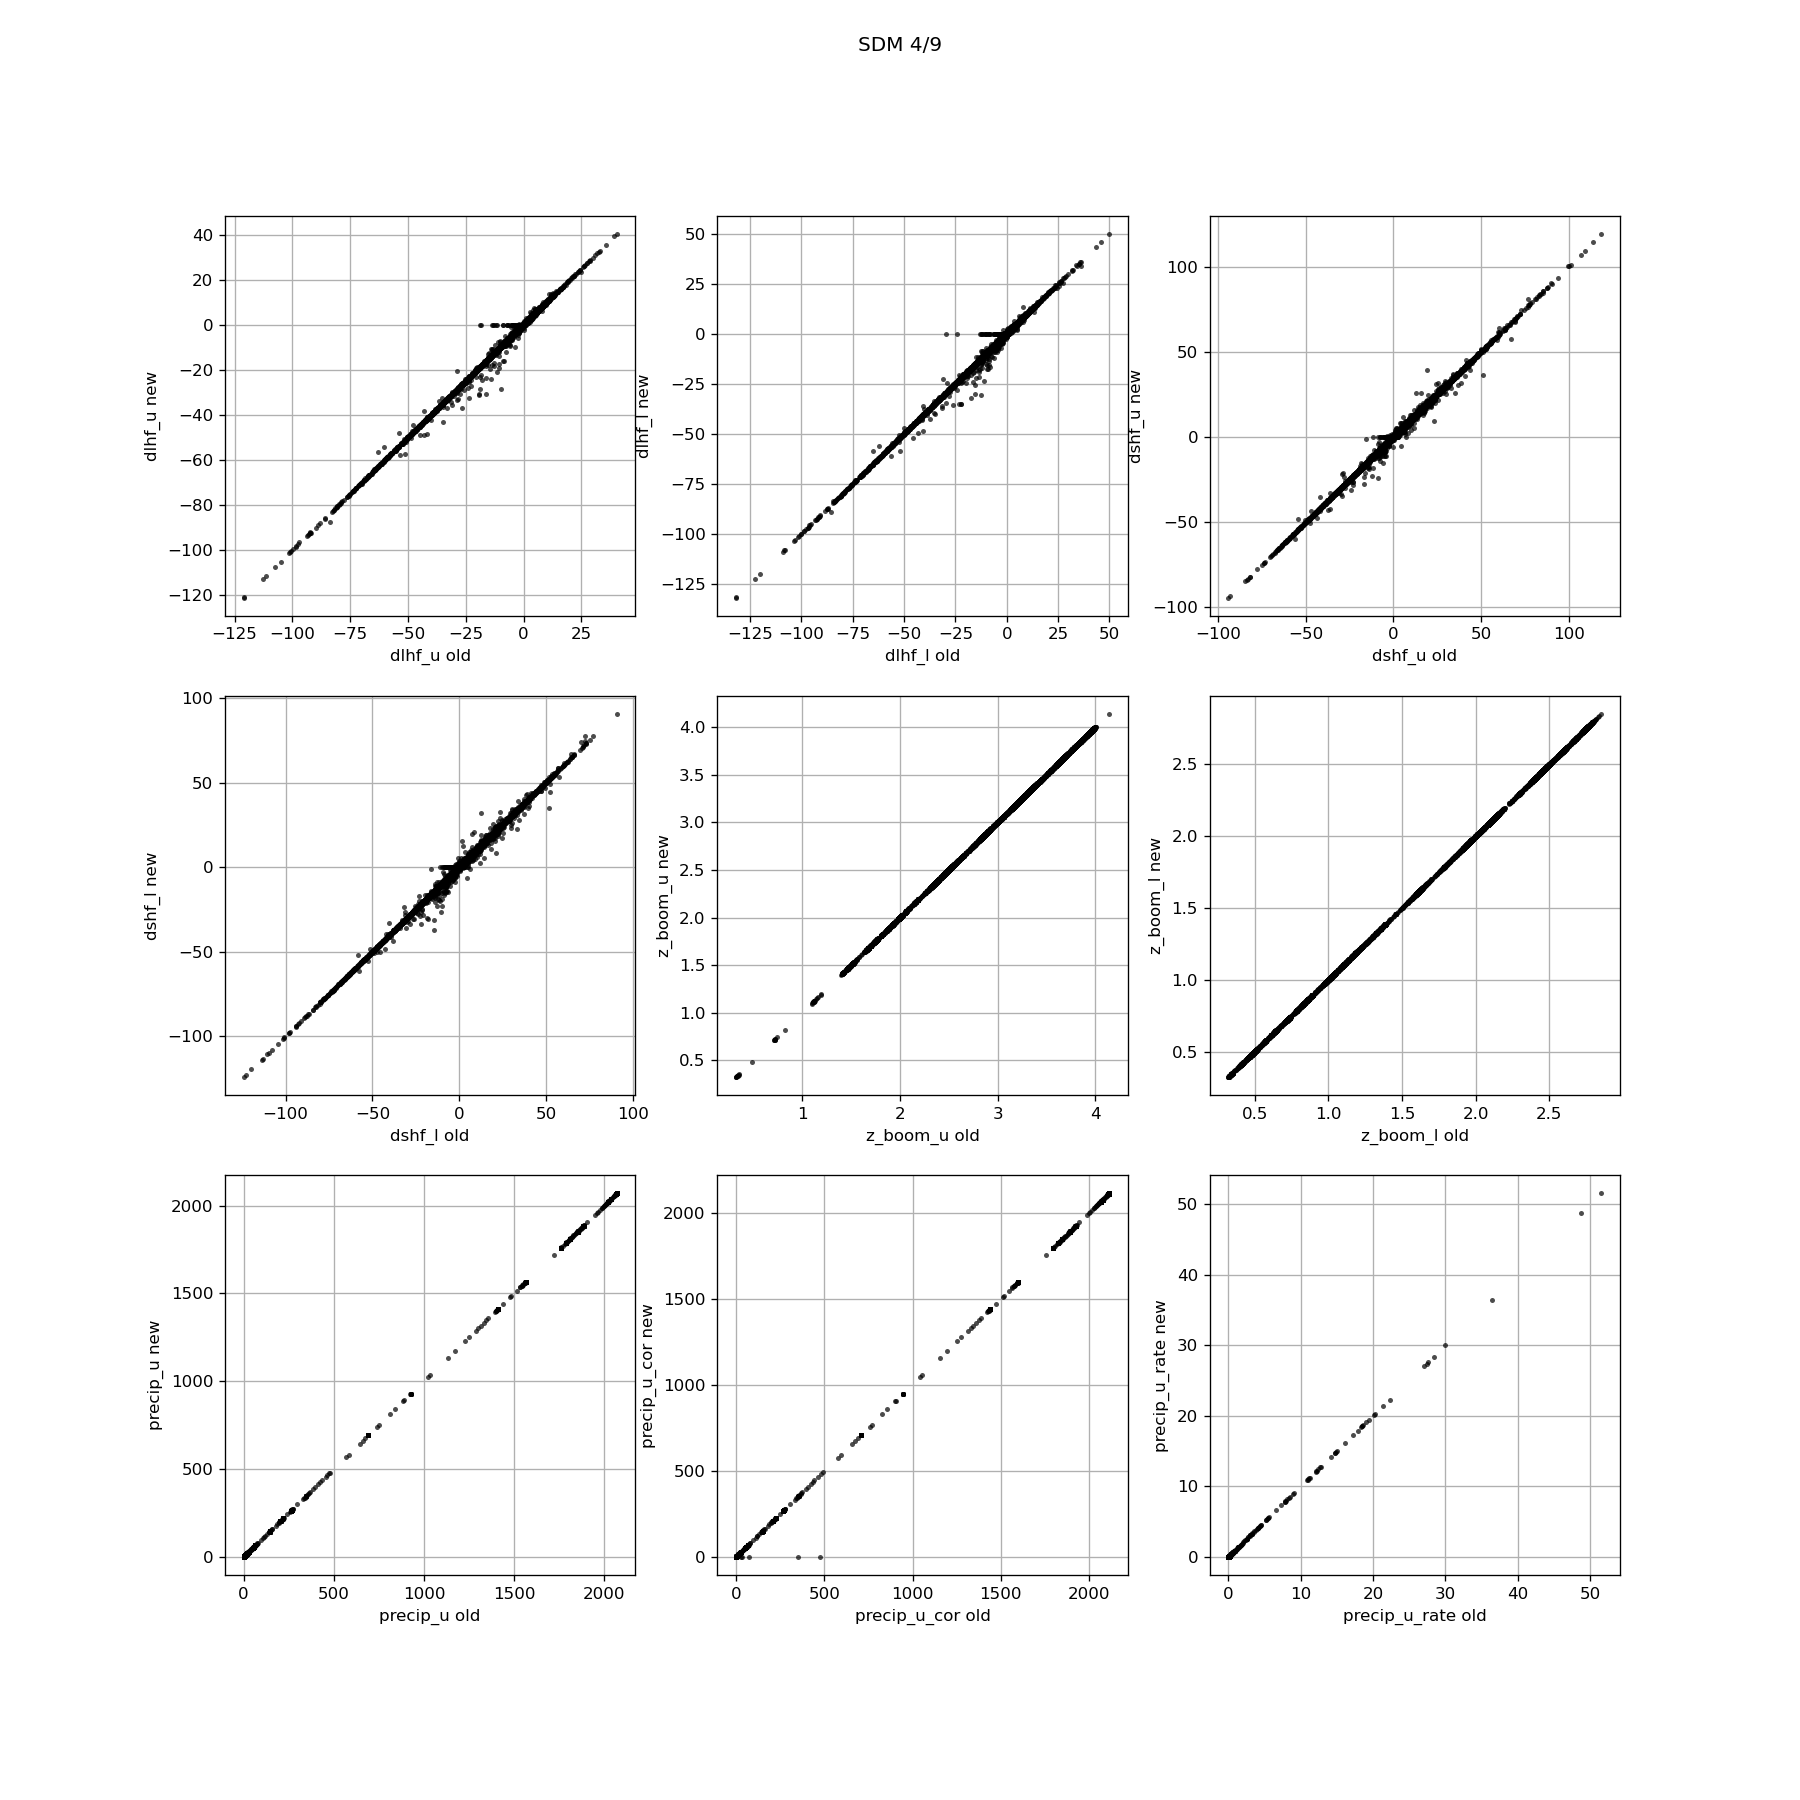 SDM 4/9
40
20
0
−20
−40
−60
−80
−100
−120
dlhf_u new
−125 −100 −75 −50 −25 0 25
dlhf_u old
50
25
0
−25
−50
−75
−100
−125
dlhf_l new
−125 −100 −75 −50 −25 0 25 50
dlhf_l old
100
50
0
−50
−100
dshf_u new
−100 −50 0 50 100
dshf_u old
100
50
0
−50
−100
dshf_l new
−100 −50 0 50 100
dshf_l old
4.0
3.5
3.0
2.5
2.0
1.5
1.0
0.5
z_boom_u new
1 2 3 4
z_boom_u old
2.5
2.0
1.5
1.0
0.5
z_boom_l new
0.5 1.0 1.5 2.0 2.5
z_boom_l old
2000
1500
1000
500
0
precip_u new
0 500 1000 1500 2000
precip_u old
2000
1500
1000
500
0
precip_u_cor new
0 500 1000 1500 2000
precip_u_cor old
50
40
30
20
10
0
precip_u_rate new
0 10 20 30 40 50
precip_u_rate old